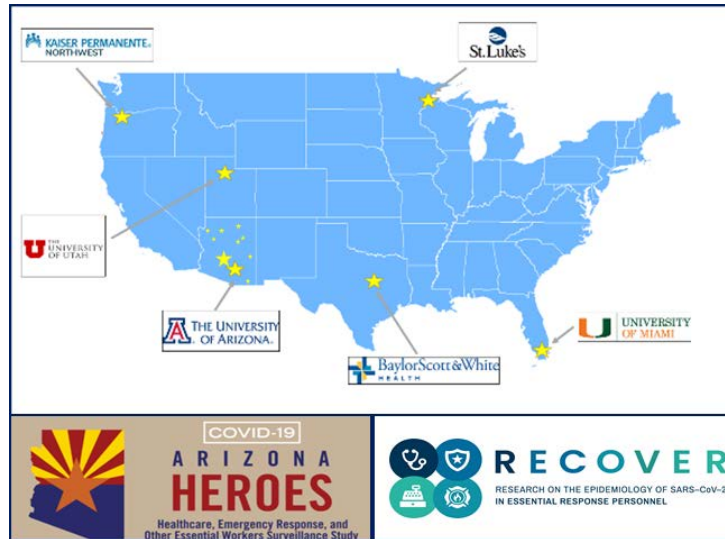 KAISER PERMANENTE®
NORTHWEST
St. Luke's
U
THE
UNIVERSITY
OF UTAH
A
THE UNIVERSITY
OF ARIZONA®
BaylorScott&White
HEALTH
U
UNIVERSITY
OF MIAMI
COVID-19
ARIZONA
HEROES
Healthcare, Emergency Response, and
Other Essential Workers Surveillance Study
RECOVER
RESEARCH ON THE EPIDEMIOLOGY OF SARS-CoV-2
IN ESSENTIAL RESPONSE PERSONNEL